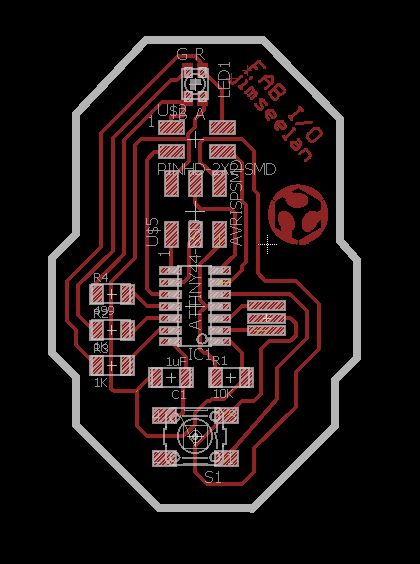 G R
LED1
FAB I/O
jimseelan
U$2
B A
1
PINHD-2X2-SMD
AVRISPSMD
U$5
1
ATTINY44
R4
499
R2
1K
R3
1K
IC1
1uF
R1
C1
10K
S1